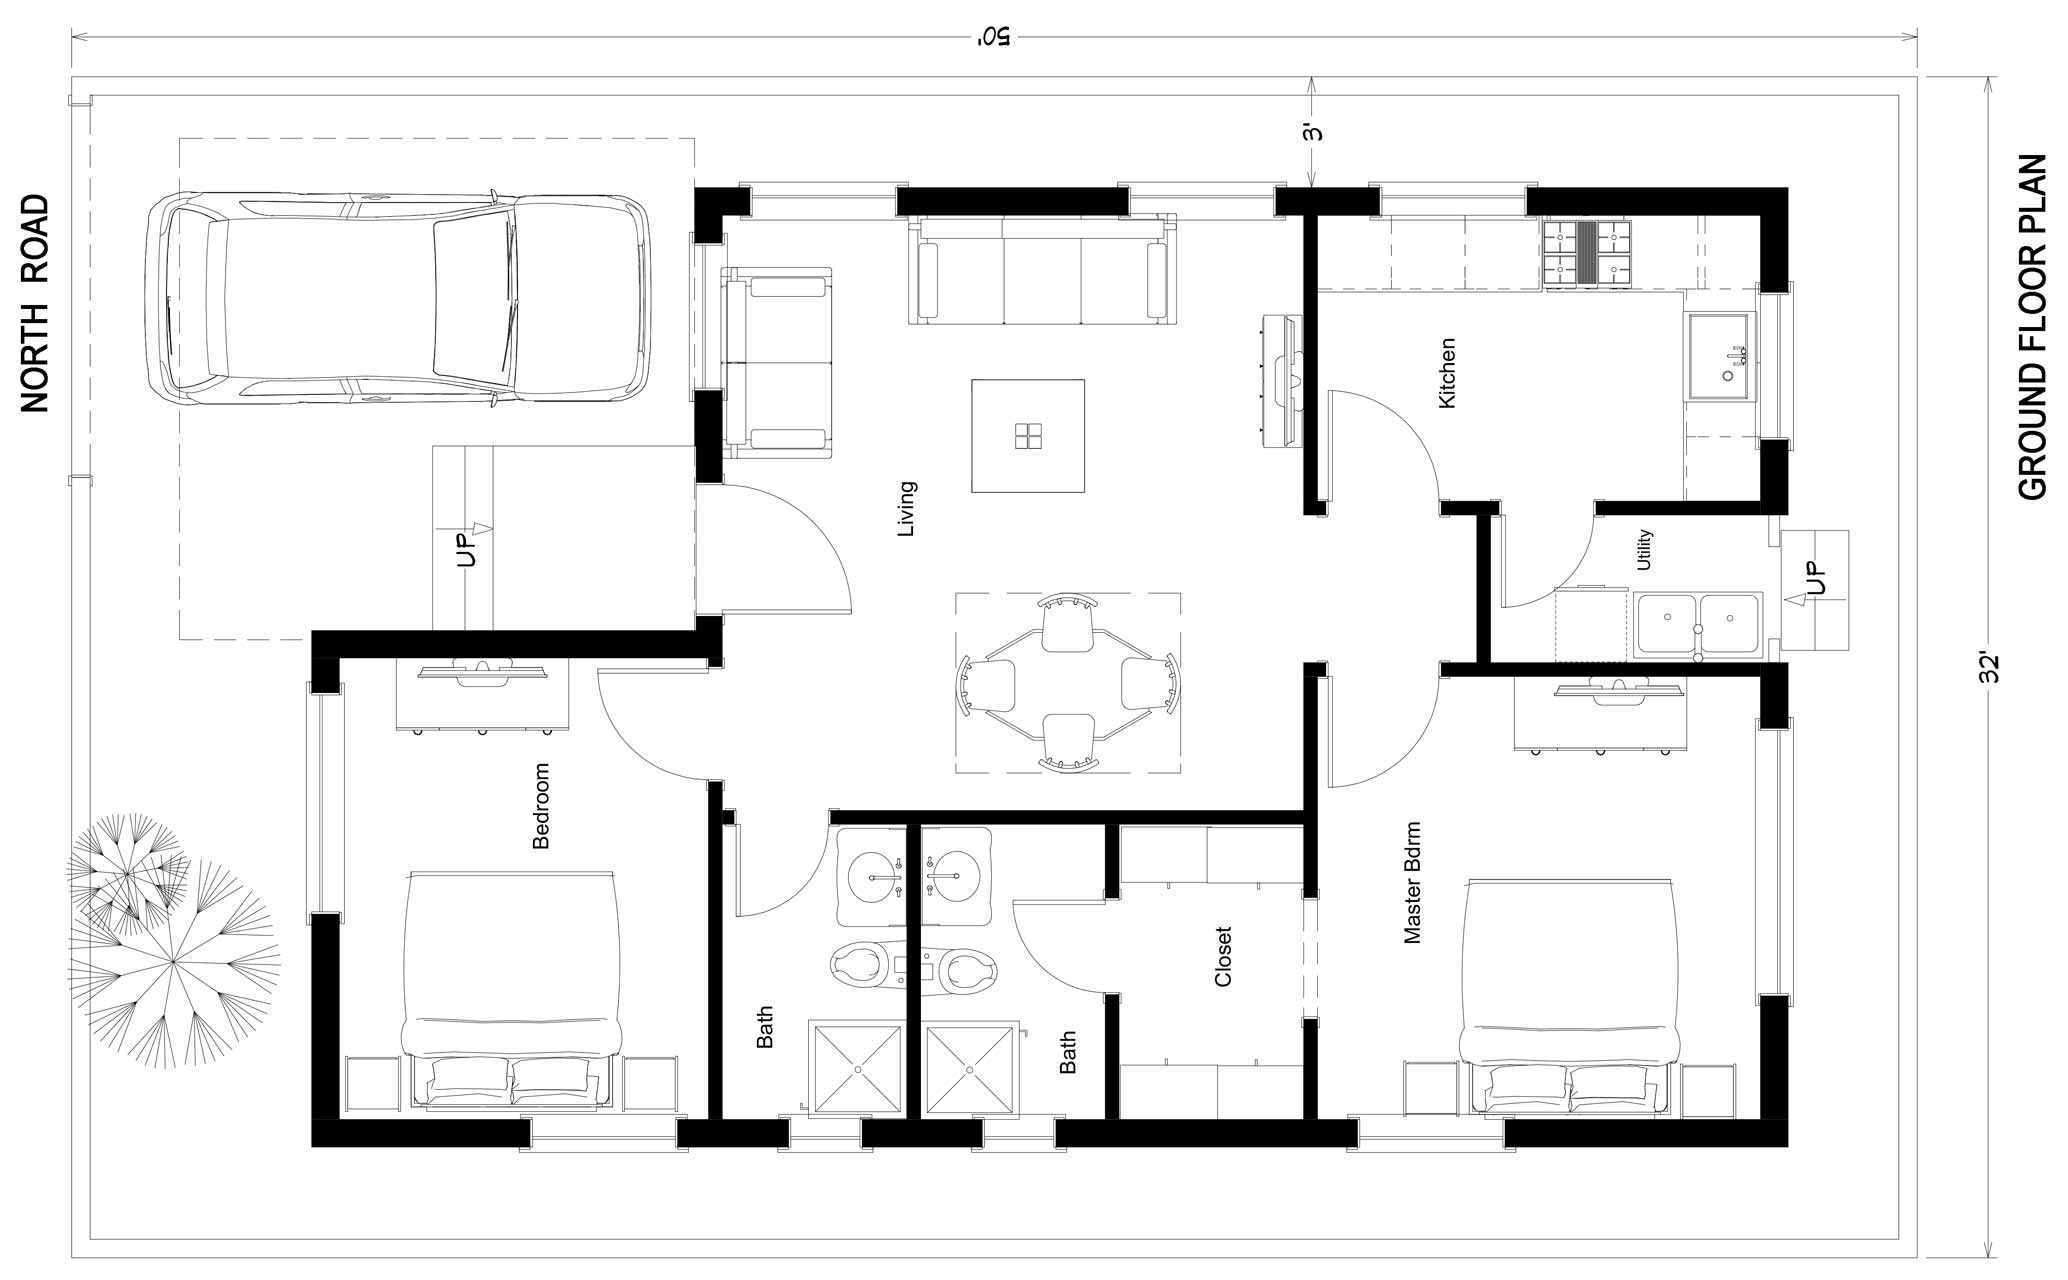 50'
3'
NORTH ROAD
GROUND FLOOR PLAN
Kitchen
Living
UP
Utility
UP
32'
Bedroom
Master Bdrm
Closet
Bath
Bath